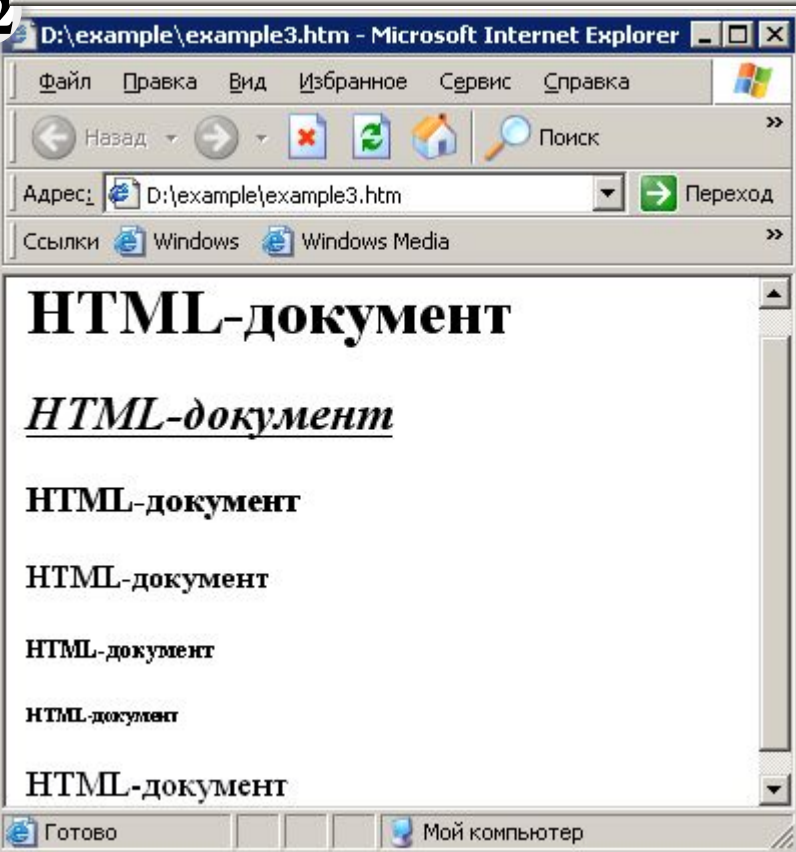 2
D:\example\example3.htm - Microsoft Internet Explorer
Файл Правка Вид Избранное Сервис Справка
Назад Поиск »
Адрес: D:\example\example3.htm Переход
Ссылки Windows Windows Media »
HTML-документ
HTML-документ
HTML-документ
HTML-документ
HTML-документ
HTML-документ
HTML-документ
Готово Мой компьютер